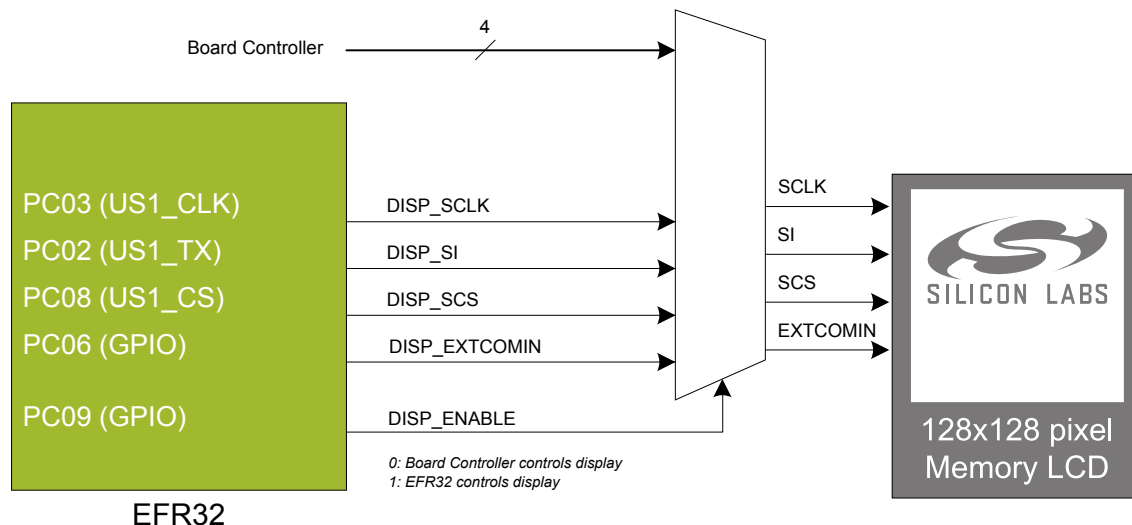 4
Board Controller
PC03 (US1_CLK)
DISP_SCLK
SCLK
PC02 (US1_TX)
DISP_SI
SI
PC08 (US1_CS)
DISP_SCS
SCS
PC06 (GPIO)
DISP_EXTCOMIN
EXTCOMIN
PC09 (GPIO)
DISP_ENABLE
0: Board Controller controls display
1: EFR32 controls display
EFR32
SILICON LABS
128x128 pixel
Memory LCD